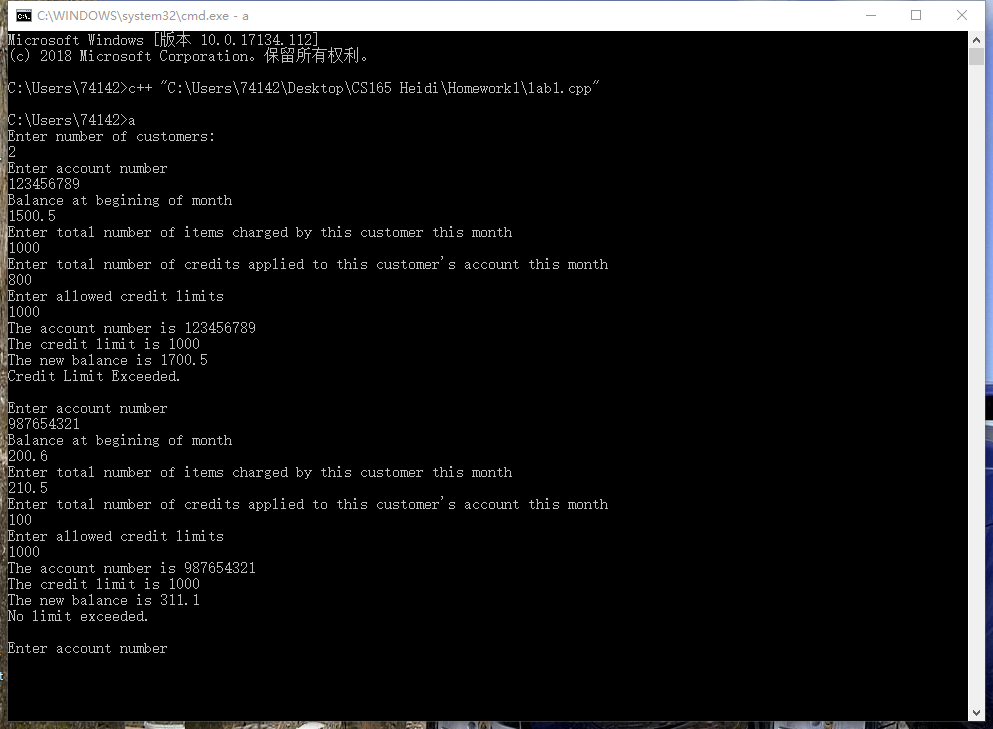 C:\WINDOWS\system32\cmd.exe - a
Microsoft Windows [版本 10.0.17134.112]
(c) 2018 Microsoft Corporation。保留所有权利。
C:\Users\74142>c++ "C:\Users\74142\Desktop\CS165 Heidi\Homework1\lab1.cpp"
C:\Users\74142>a
Enter number of customers:
2
Enter account number
123456789
Balance at begining of month
1500.5
Enter total number of items charged by this customer this month
1000
Enter total number of credits applied to this customer's account this month
800
Enter allowed credit limits
1000
The account number is 123456789
The credit limit is 1000
The new balance is 1700.5
Credit Limit Exceeded.
Enter account number
987654321
Balance at begining of month
200.6
Enter total number of items charged by this customer this month
210.5
Enter total number of credits applied to this customer's account this month
100
Enter allowed credit limits
1000
The account number is 987654321
The credit limit is 1000
The new balance is 311.1
No limit exceeded.
Enter account number